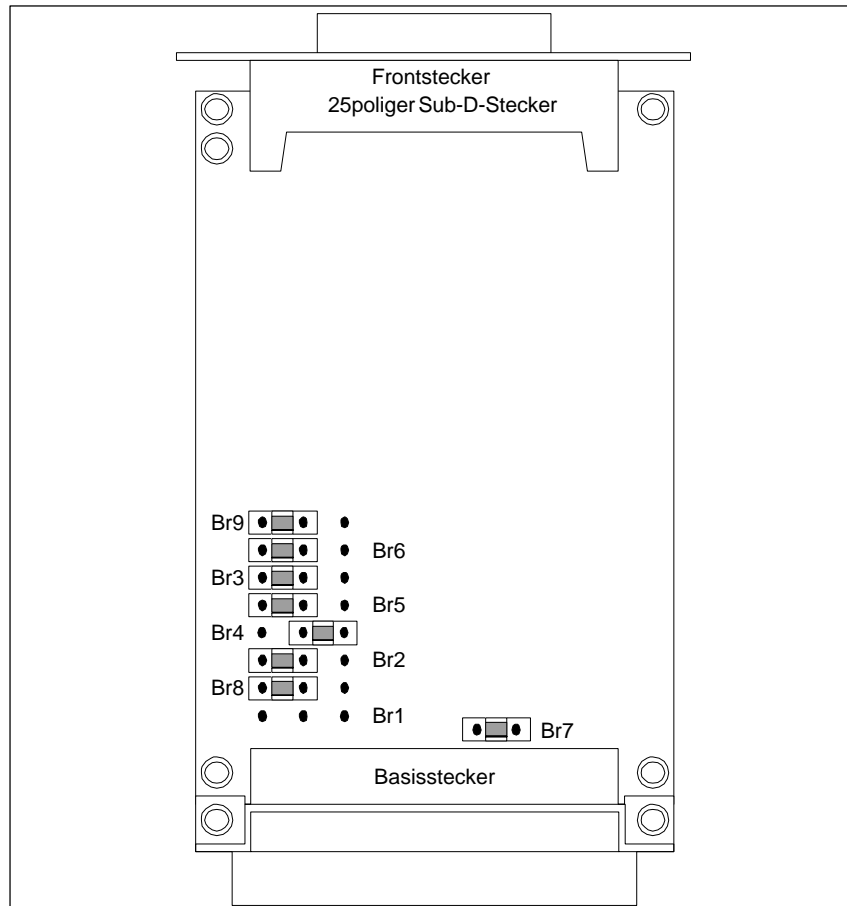 Frontstecker
25poliger Sub-D-Stecker
Br9
Br6
Br3
Br5
Br4
Br2
Br8
Br1
Br7
Basisstecker